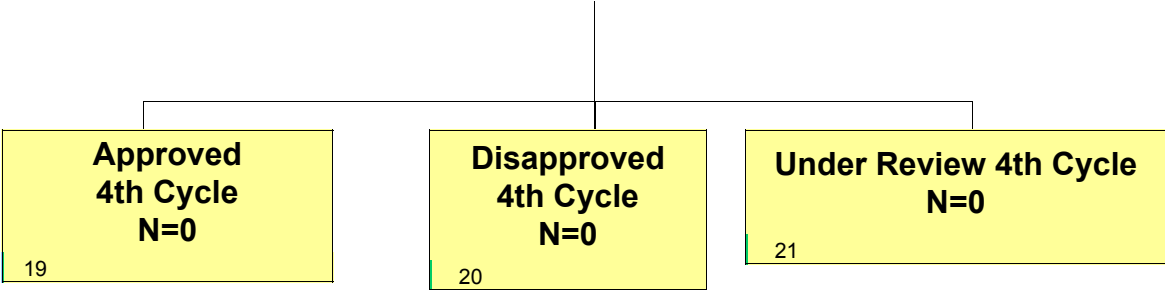 Approved
4th Cycle
N=0
19
Disapproved
4th Cycle
N=0
20
Under Review 4th Cycle
N=0
21